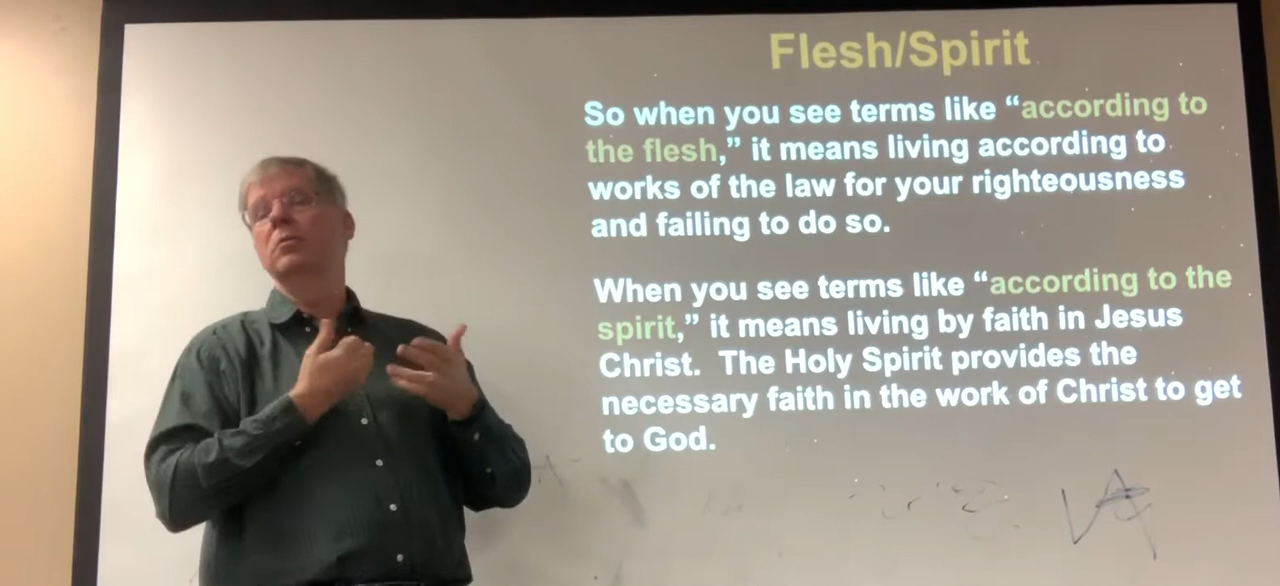 Flesh/Spirit
So when you see terms like “according to
the flesh,” it means living according to
works of the law for your righteousness
and failing to do so.
When you see terms like “according to the
spirit,” it means living by faith in Jesus
Christ.  The Holy Spirit provides the
necessary faith in the work of Christ to get
to God.